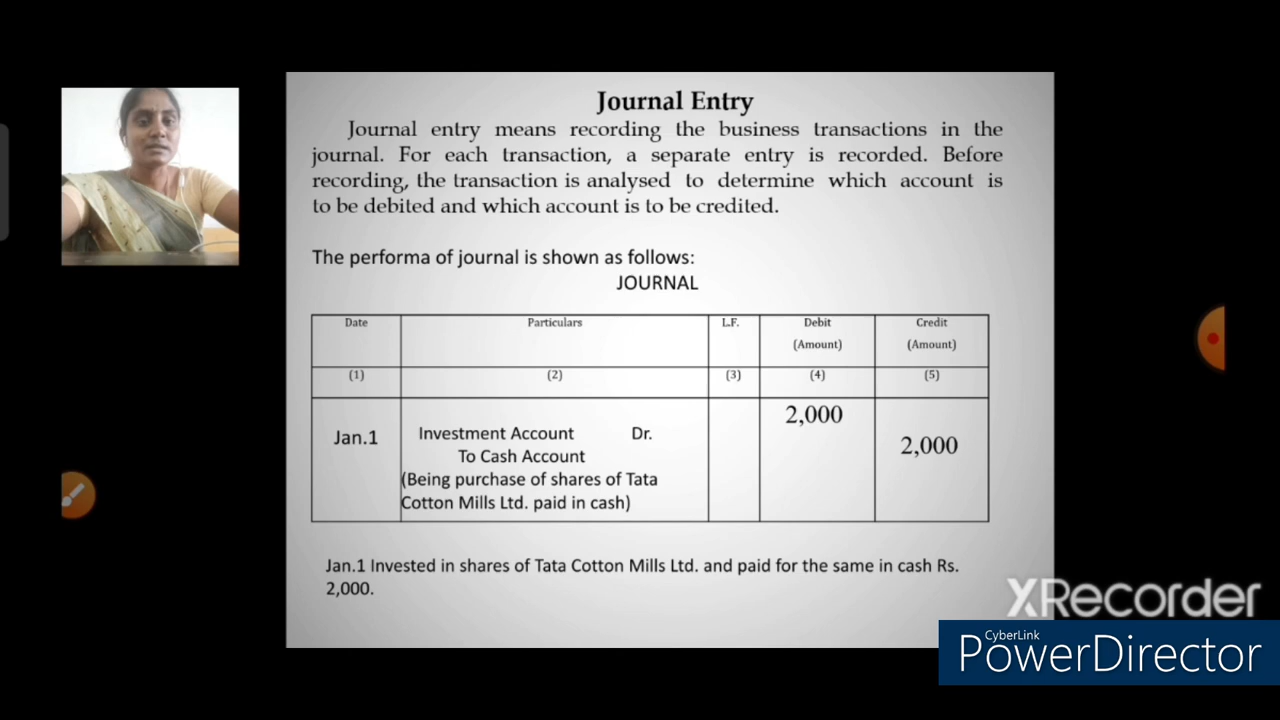 Journal Entry
Journal entry means recording the business transactions in the
journal. For each transaction, a separate entry is recorded. Before
recording, the transaction is analysed to determine which account is
to be debited and which account is to be credited.
The performa of journal is shown as follows:
JOURNAL
Date Particulars L.F. Debit Credit
(Amount) (Amount)
(1) (2) (3) (4) (5)
2,000
Jan.1 Investment Account Dr.
2,000
To Cash Account
(Being purchase of shares of Tata
Cotton Mills Ltd. paid in cash)
Jan.1 Invested in shares of Tata Cotton Mills Ltd. and paid for the same in cash Rs.
2,000.
XRecorder
CyberLink
PowerDirector